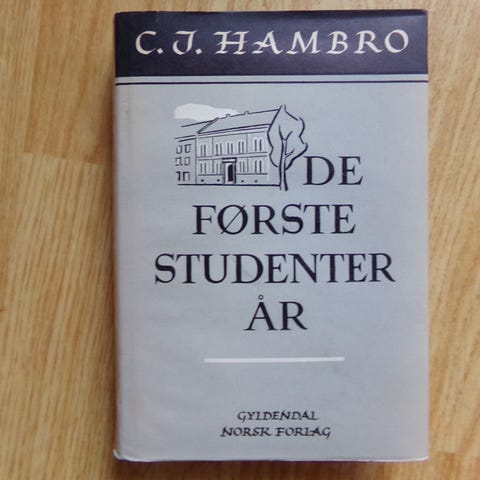 C. J. HAMBRO
DE
FØRSTE
STUDENTER
ÅR
GYLDENDAL
NORSK FORLAG